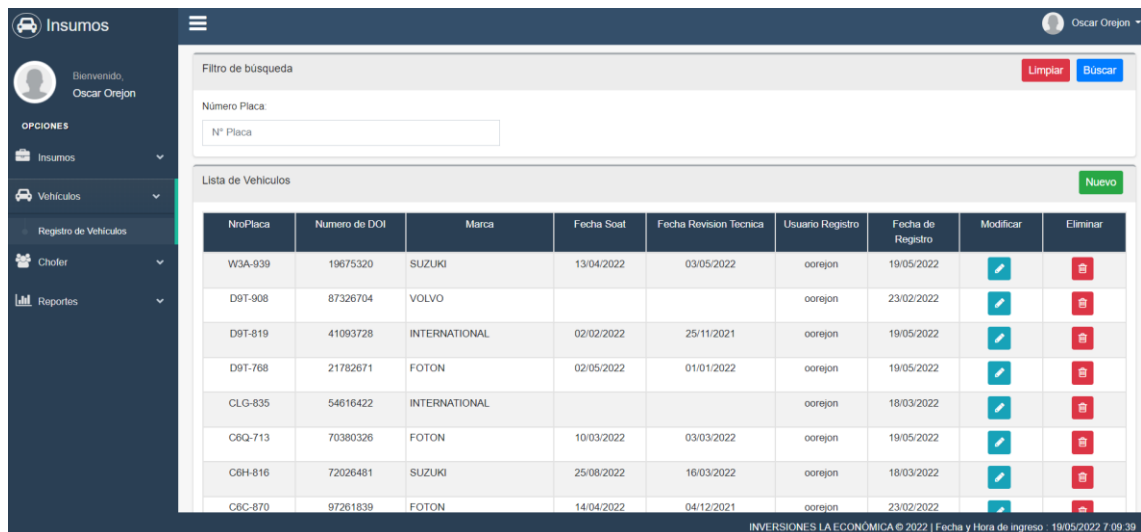 Insumos
Oscar Orejon
Bienvenido,
Oscar Orejon
OPCIONES
Insumos
Vehículos
Registro de Vehículos
Chofer
Reportes
Filtro de búsqueda
Limpiar Búscar
Número Placa:
N° Placa
Lista de Vehiculos
Nuevo
NroPlaca Numero de DOI Marca Fecha Soat Fecha Revision Tecnica Usuario Registro Fecha de Registro Modificar Eliminar
W3A-939 19675320 SUZUKI 13/04/2022 03/05/2022 oorejon 19/05/2022
D9T-908 87326704 VOLVO oorejon 23/02/2022
D9T-819 41093728 INTERNATIONAL 02/02/2022 25/11/2021 oorejon 19/05/2022
D9T-768 21782671 FOTON 02/05/2022 01/01/2022 oorejon 19/05/2022
CLG-835 54616422 INTERNATIONAL oorejon 18/03/2022
C6Q-713 70380326 FOTON 10/03/2022 03/03/2022 oorejon 19/05/2022
C6H-816 72026481 SUZUKI 25/08/2022 16/03/2022 oorejon 18/03/2022
C6C-870 97261839 FOTON 14/04/2022 04/12/2021 oorejon 23/02/2022
INVERSIONES LA ECONÓMICA © 2022 | Fecha y Hora de ingreso : 19/05/2022 7:09:39